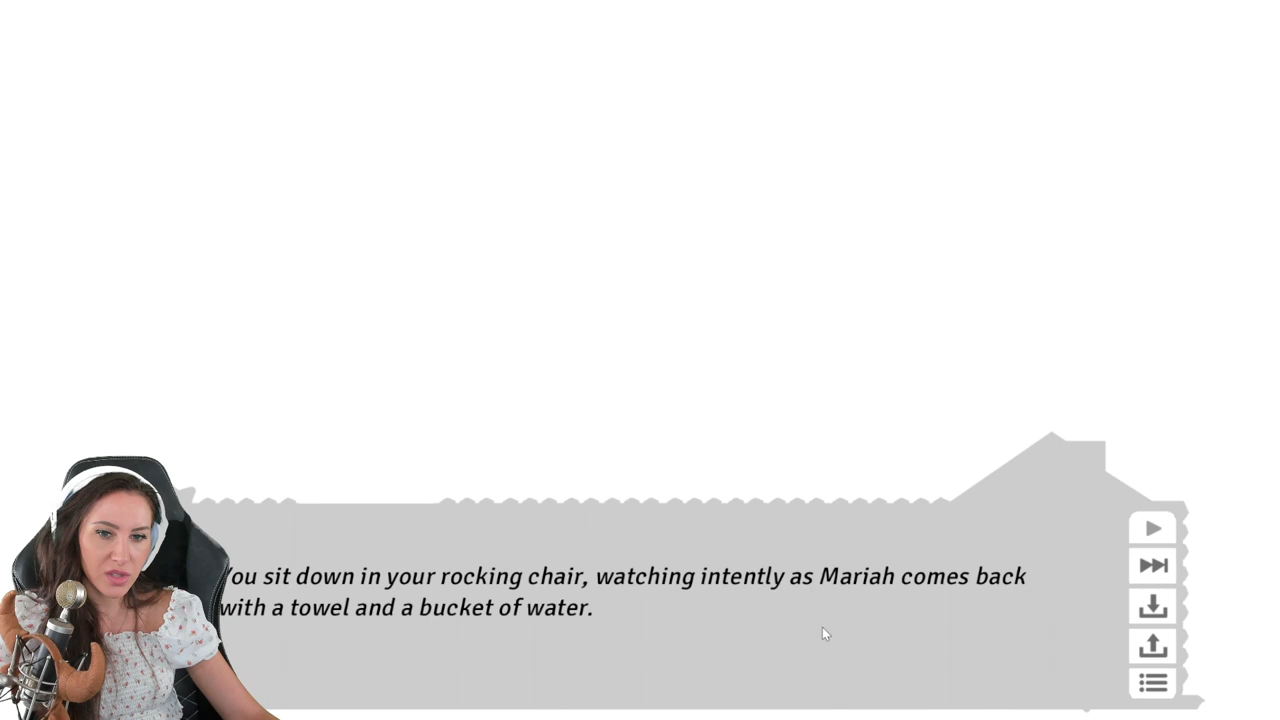 You sit down in your rocking chair, watching intently as Mariah comes back
with a towel and a bucket of water.